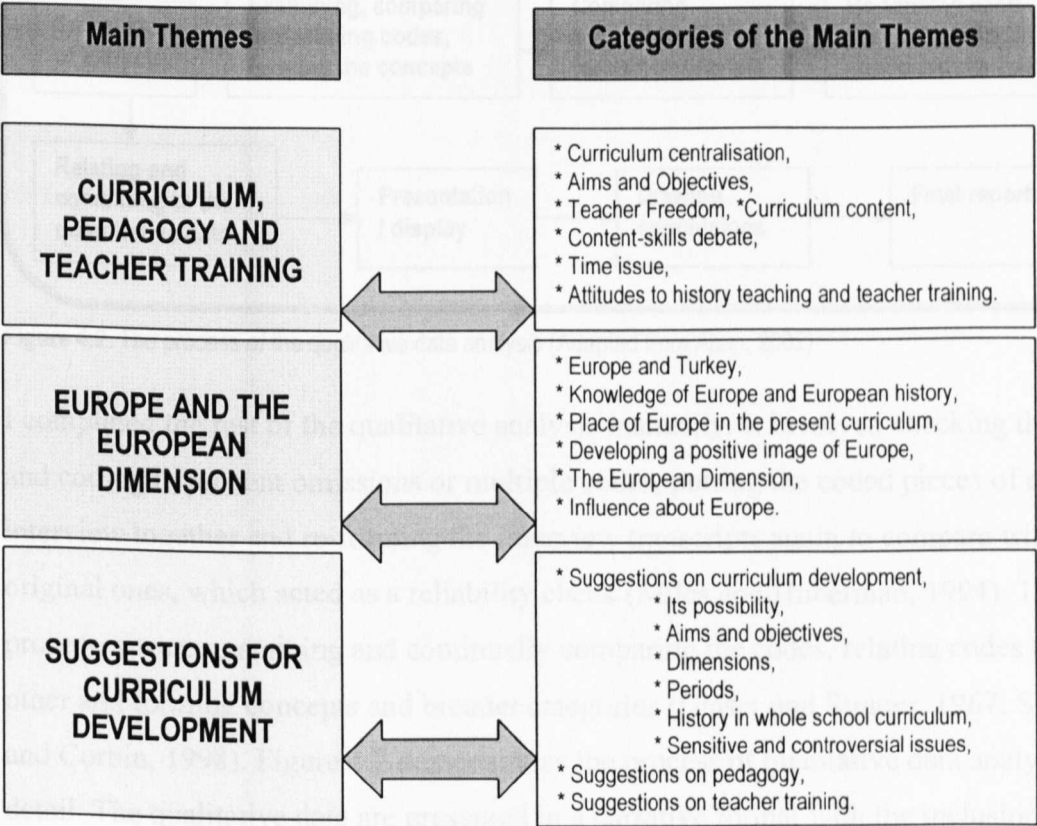 Main Themes
Categories of the Main Themes
CURRICULUM,
PEDAGOGY AND
TEACHER TRAINING
* Curriculum centralisation,
* Aims and Objectives,
* Teacher Freedom, *Curriculum content,
* Content-skills debate,
* Time issue,
* Attitudes to history teaching and teacher training.
EUROPE AND THE
EUROPEAN
DIMENSION
* Europe and Turkey,
* Knowledge of Europe and European history,
* Place of Europe in the present curriculum,
* Developing a positive image of Europe,
* The European Dimension,
* Influence about Europe.
SUGGESTIONS FOR
CURRICULUM
DEVELOPMENT
* Suggestions on curriculum development,
* Its possibility,
* Aims and objectives,
* Dimensions,
* Periods,
* History in whole school curriculum,
* Sensitive and controversial issues,
* Suggestions on pedagogy,
* Suggestions on teacher training.